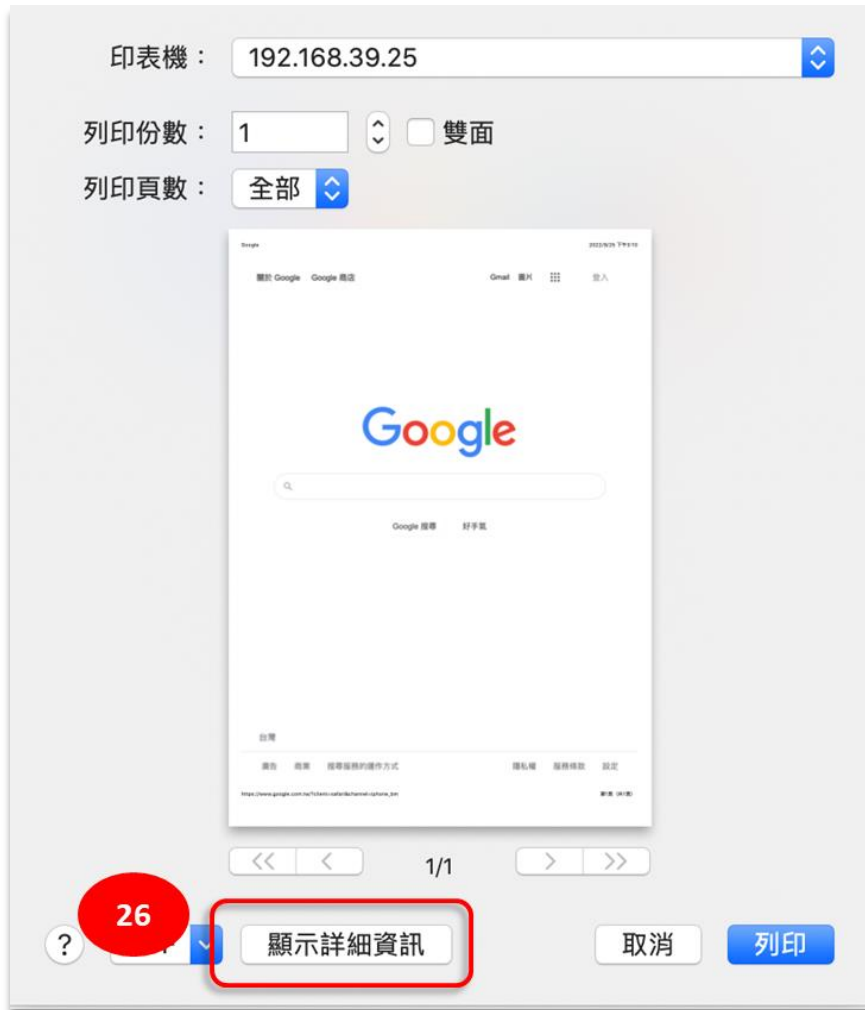 印表機： 192.168.39.25
列印份數： 1 雙面
列印頁數： 全部
Google 2022/9/25
關於 Google Google 商店 Gmail 圖片 登入
Google
Google 搜尋 好手氣
台灣
廣告 商業 搜尋服務的運作方式 隱私權 服務條款 設定
1/1
26
? 顯示詳細資訊 取消 列印